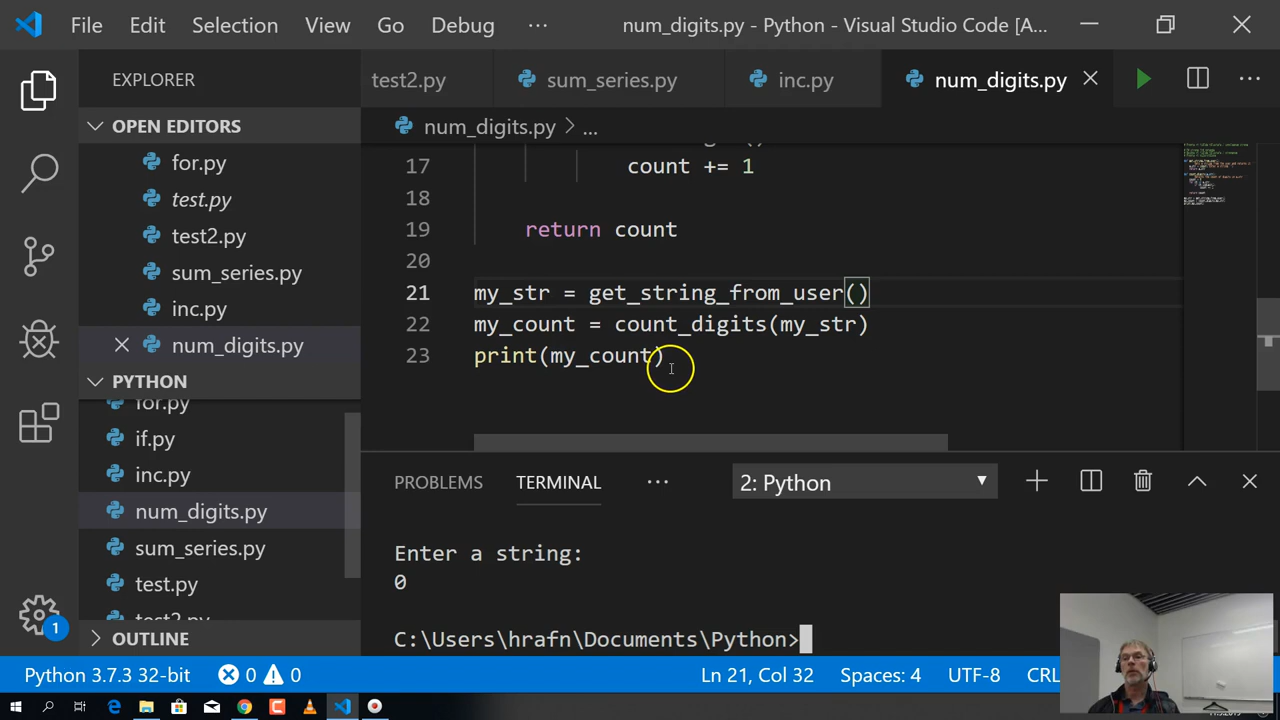 File Edit Selection View Go Debug ··· num_digits.py - Python - Visual Studio Code [A...
EXPLORER
test2.py sum_series.py inc.py num_digits.py
OPEN EDITORS
num_digits.py > ...
for.py
test.py
test2.py
sum_series.py
inc.py
num_digits.py
PYTHON
for.py
if.py
inc.py
num_digits.py
sum_series.py
test.py
test2.py
OUTLINE
17 count += 1
18
19 return count
20
21 my_str = get_string_from_user()
22 my_count = count_digits(my_str)
23 print(my_count)
PROBLEMS TERMINAL ··· 2: Python
Enter a string:
0
C:\Users\hrafn\Documents\Python>
1
Python 3.7.3 32-bit 0 0 Ln 21, Col 32 Spaces: 4 UTF-8 CRL